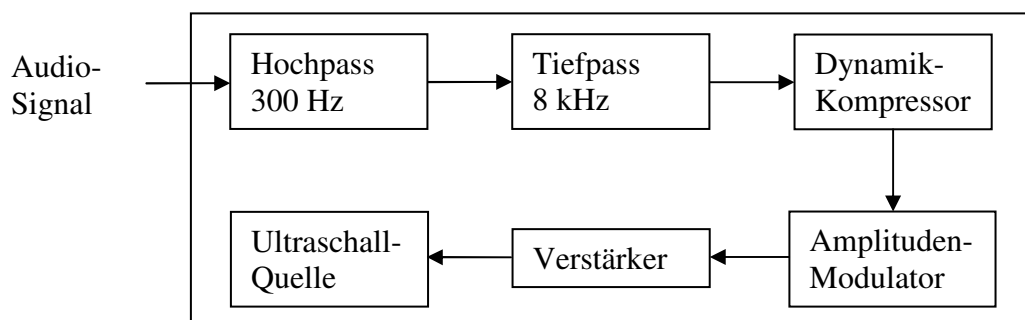 Audio-
Signal
Hochpass
300 Hz
Tiefpass
8 kHz
Dynamik-
Kompressor
Amplituden-
Modulator
Verstärker
Ultraschall-
Quelle